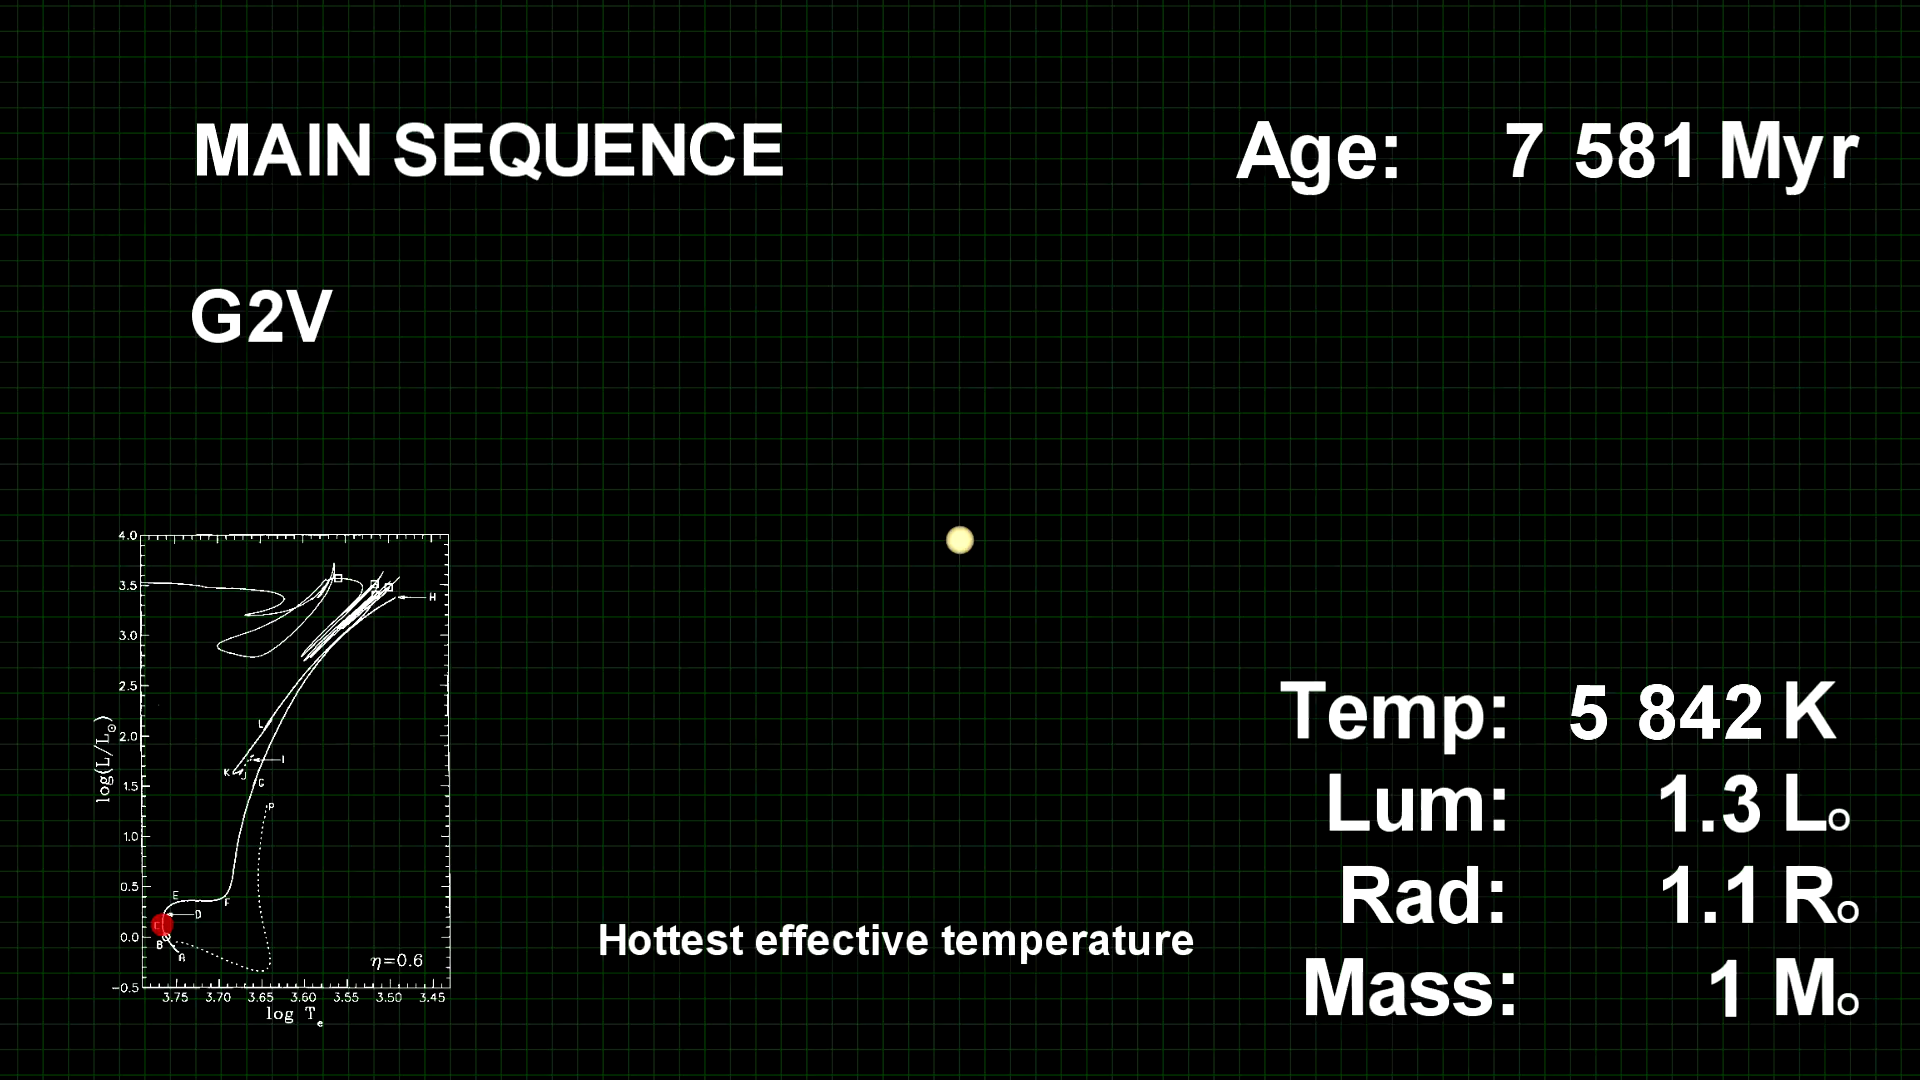 MAIN SEQUENCE
Age: 7 581 Myr
G2V
4.0
3.5
H
3.0
2.5
L
log(L/L☉)
2.0
I
K J
1.5
G
P
1.0
0.5
E
F
D
C
0.0
B
A
η=0.6
-0.5
3.75 3.70 3.65 3.60 3.55 3.50 3.45
log Te
Hottest effective temperature
Temp: 5 842 K
Lum: 1.3 Lo
Rad: 1.1 Ro
Mass: 1 Mo